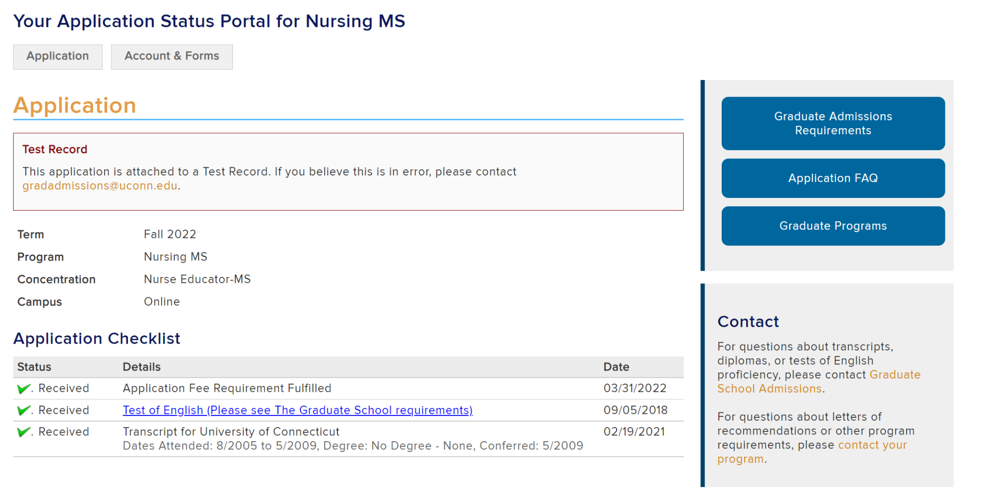 Your Application Status Portal for Nursing MS
Application
Account & Forms
Application
Test Record
This application is attached to a Test Record. If you believe this is in error, please contact
gradadmissions@uconn.edu.
Term Fall 2022
Program Nursing MS
Concentration Nurse Educator-MS
Campus Online
Application Checklist
Status Details Date
. Received Application Fee Requirement Fulfilled 03/31/2022
. Received Test of English (Please see The Graduate School requirements) 09/05/2018
. Received Transcript for University of Connecticut 02/19/2021
Dates Attended: 8/2005 to 5/2009, Degree: No Degree - None, Conferred: 5/2009
Graduate Admissions
Requirements
Application FAQ
Graduate Programs
Contact
For questions about transcripts,
diplomas, or tests of English
proficiency, please contact Graduate
School Admissions.
For questions about letters of
recommendations or other program
requirements, please contact your
program.